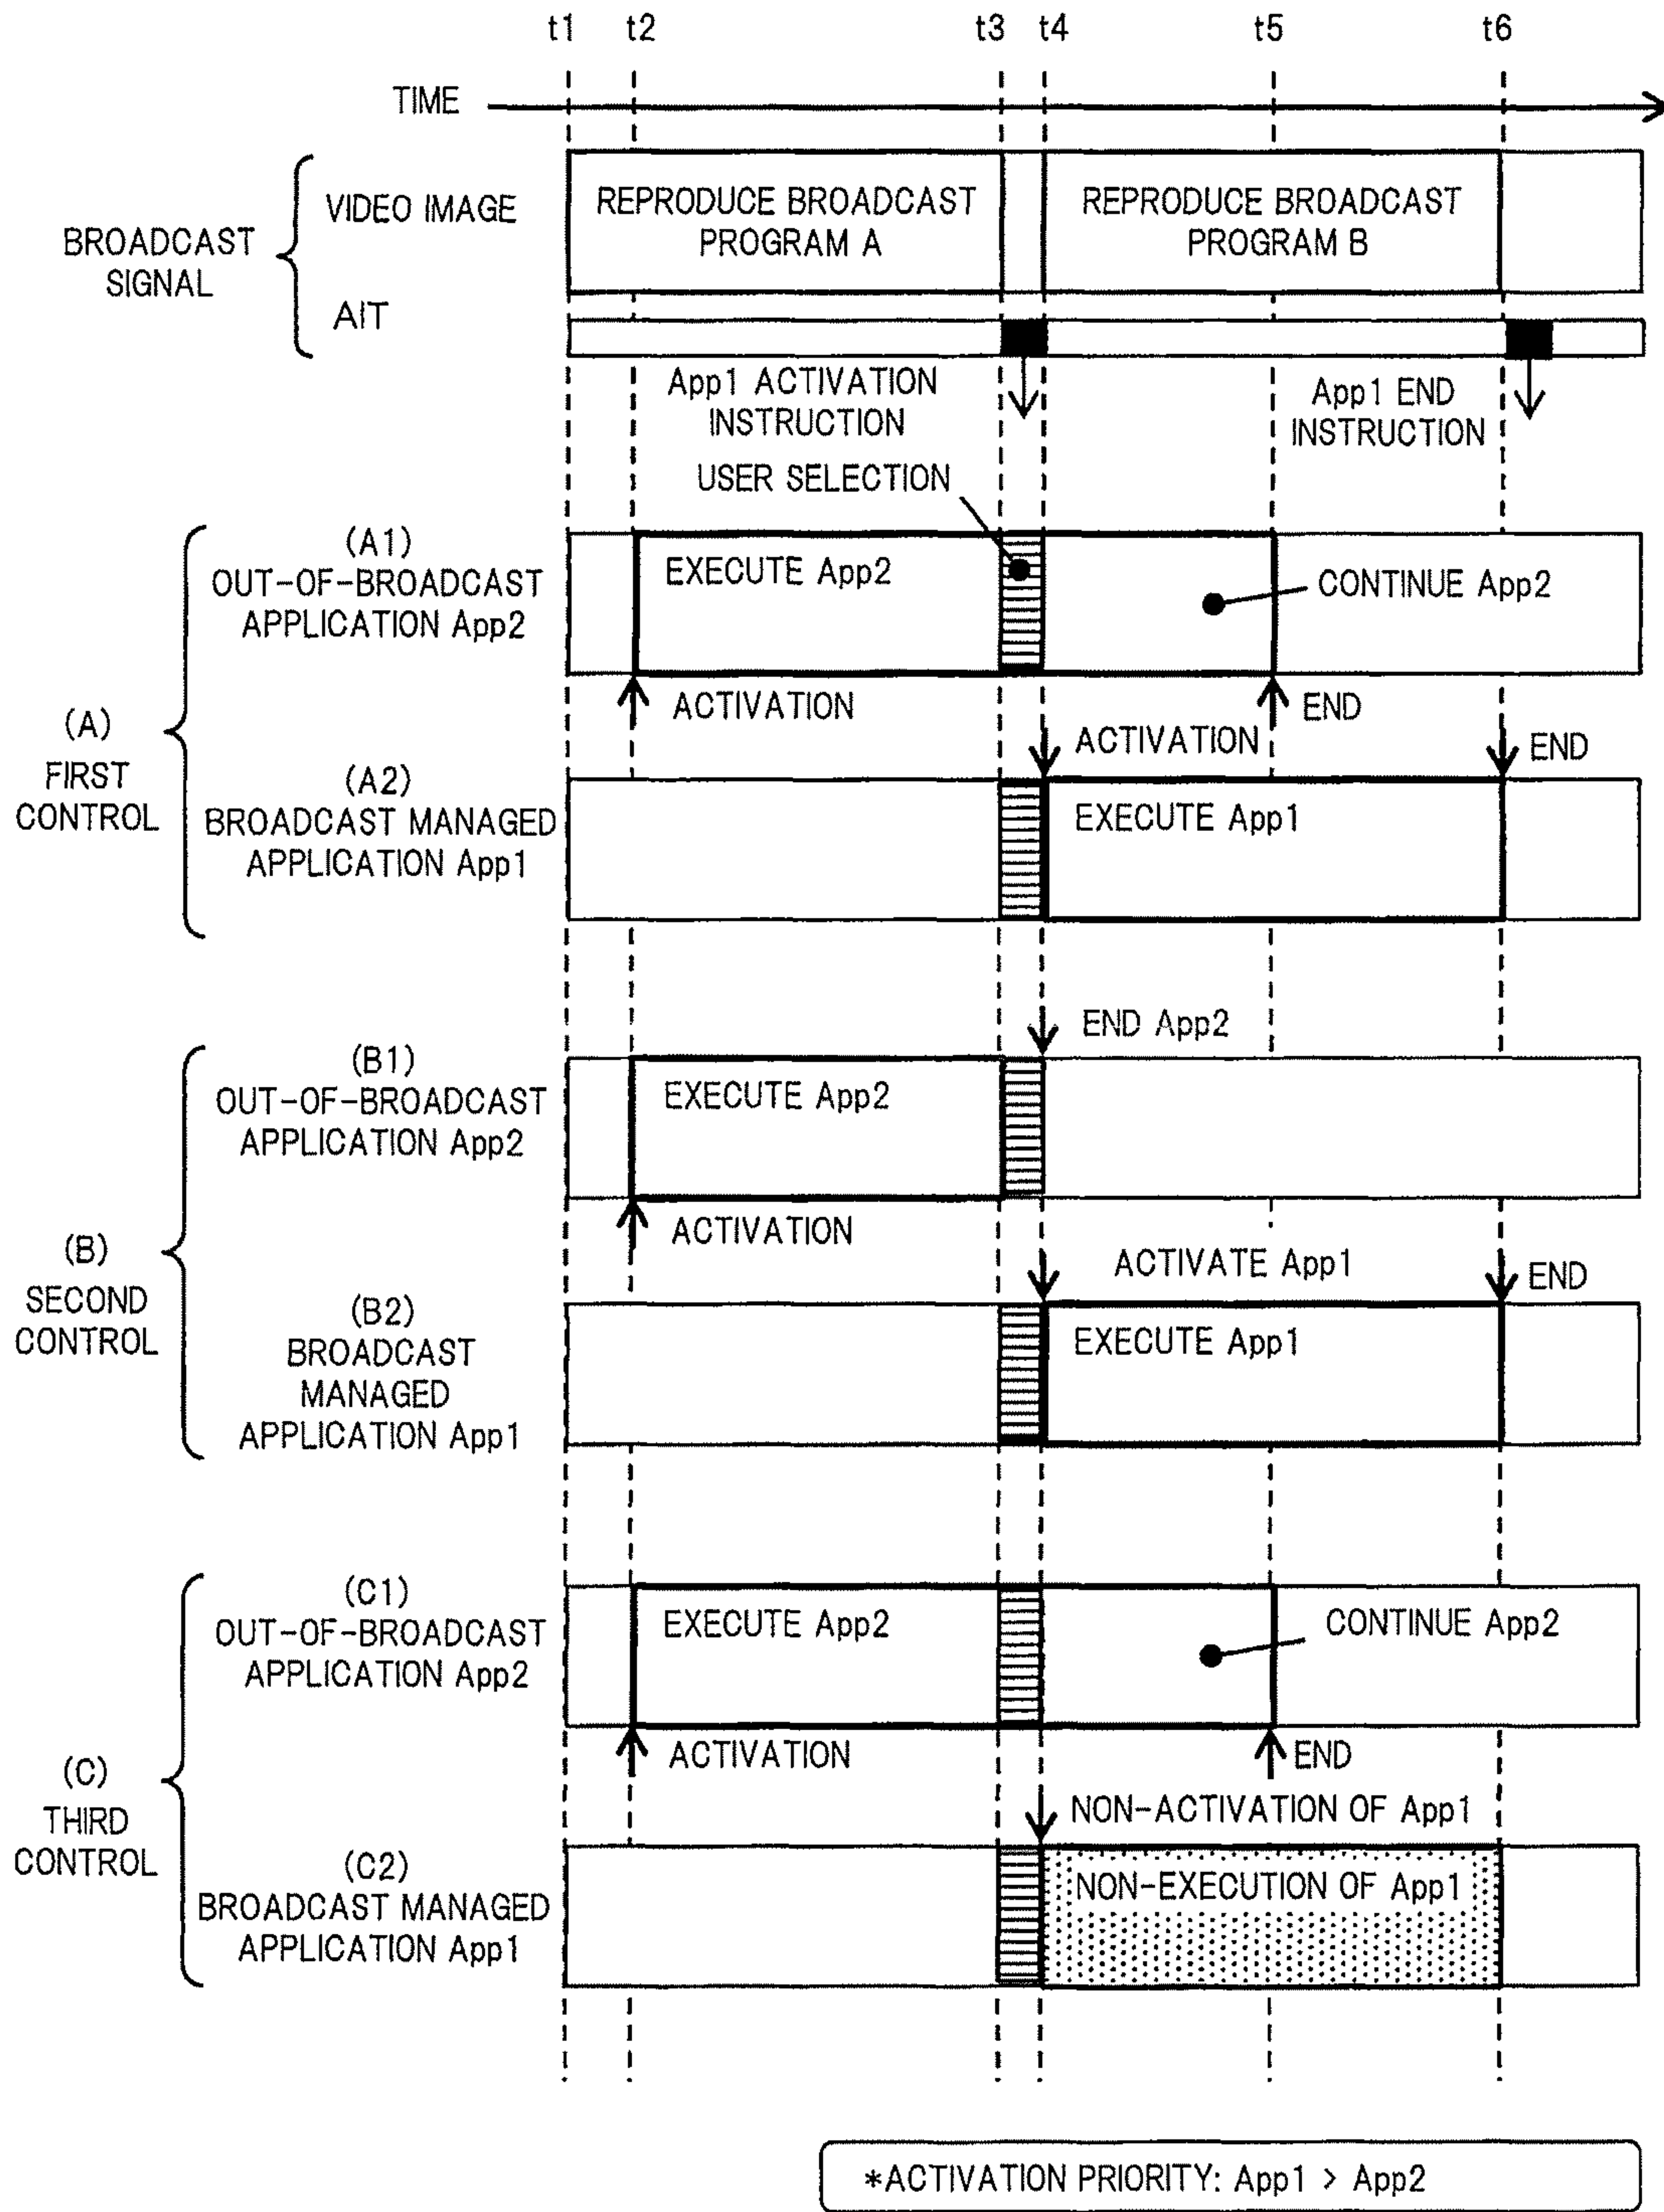 t1 t2 t3 t4 t5 t6
TIME
BROADCAST
SIGNAL
VIDEO IMAGE
REPRODUCE BROADCAST
PROGRAM A
REPRODUCE BROADCAST
PROGRAM B
AIT
App1 ACTIVATION
INSTRUCTION
App1 END
INSTRUCTION
USER SELECTION
(A)
FIRST
CONTROL
(A1)
OUT-OF-BROADCAST
APPLICATION App2
EXECUTE App2
CONTINUE App2
ACTIVATION
END
ACTIVATION
END
(A2)
BROADCAST MANAGED
APPLICATION App1
EXECUTE App1
END App2
(B)
SECOND
CONTROL
(B1)
OUT-OF-BROADCAST
APPLICATION App2
EXECUTE App2
ACTIVATION
ACTIVATE App1
END
(B2)
BROADCAST
MANAGED
APPLICATION App1
EXECUTE App1
(C)
THIRD
CONTROL
(C1)
OUT-OF-BROADCAST
APPLICATION App2
EXECUTE App2
CONTINUE App2
ACTIVATION
END
NON-ACTIVATION OF App1
(C2)
BROADCAST MANAGED
APPLICATION App1
NON-EXECUTION OF App1
*ACTIVATION PRIORITY: App1 > App2